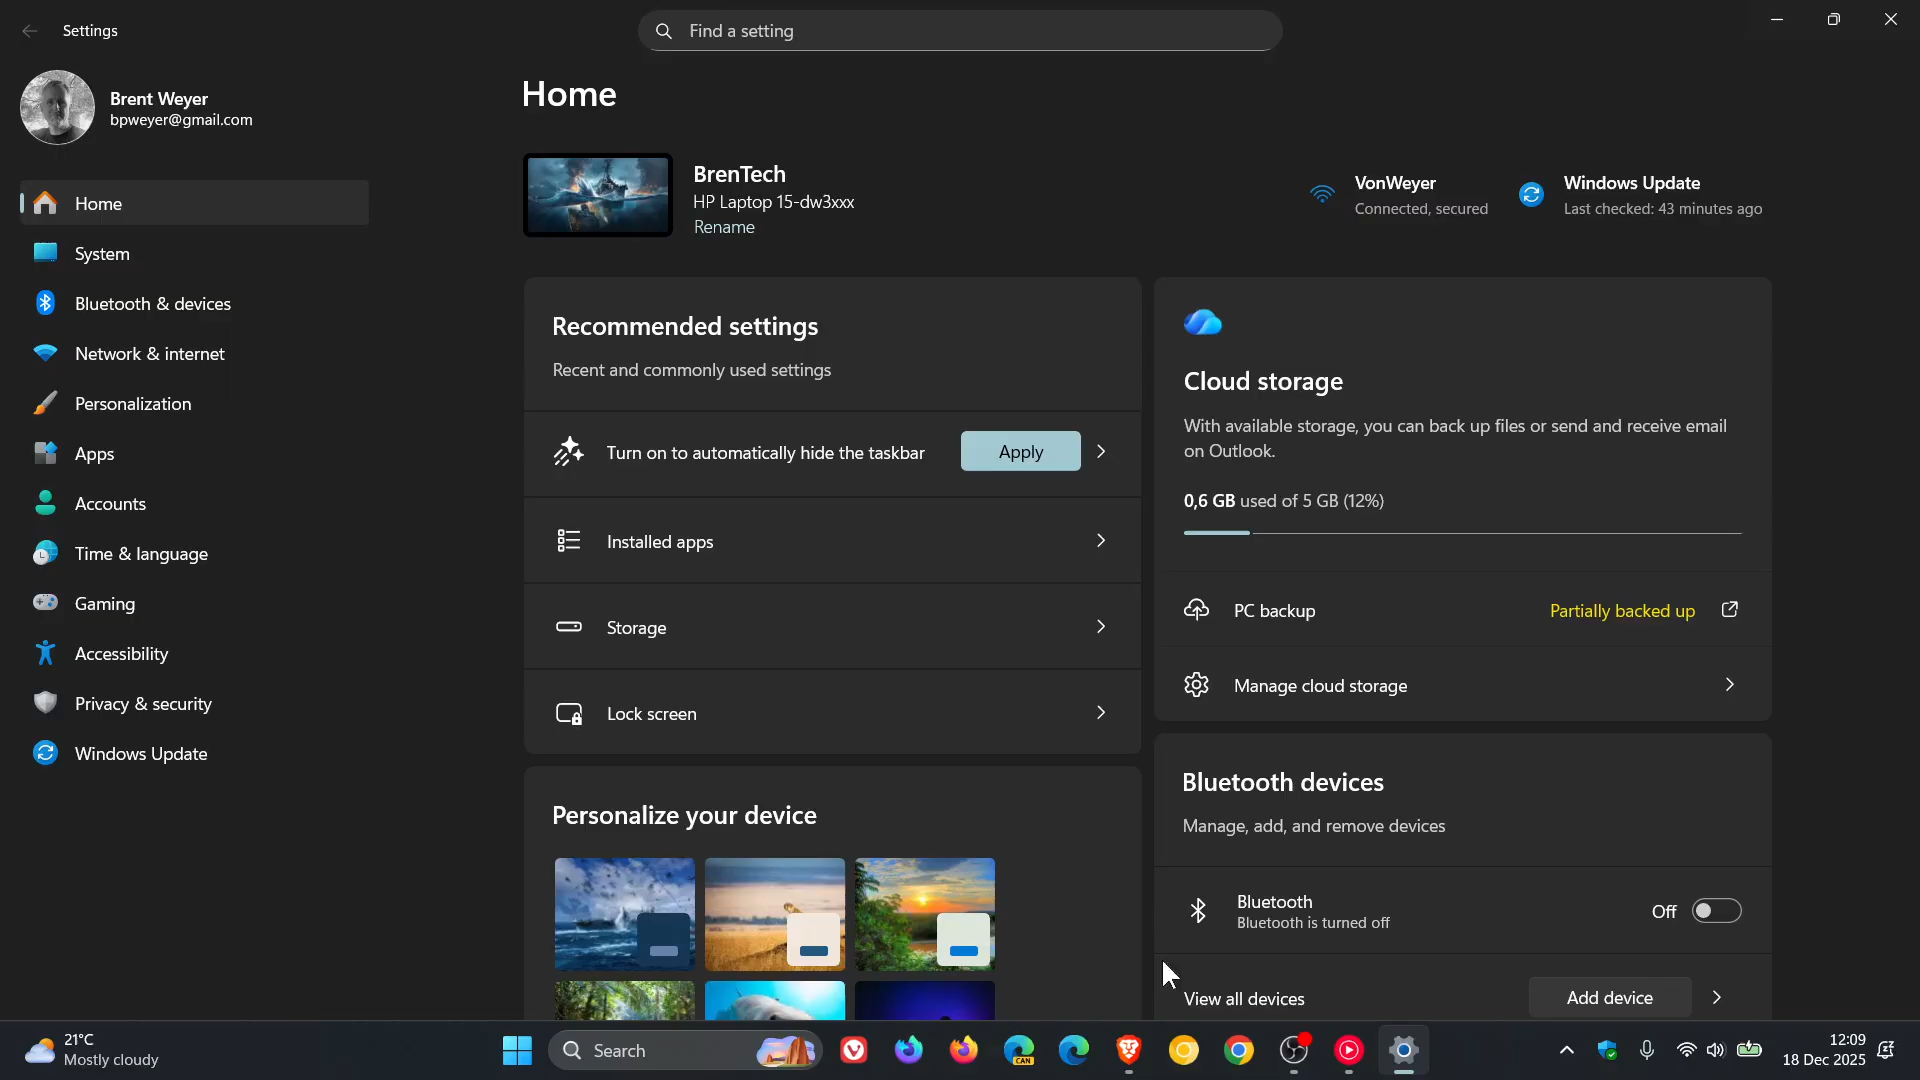 Settings
Find a setting
Brent Weyer
bpweyer@gmail.com
Home
System
Bluetooth & devices
Network & internet
Personalization
Apps
Accounts
Time & language
Gaming
Accessibility
Privacy & security
Windows Update
Home
BrenTech
HP Laptop 15-dw3xxx
Rename
VonWeyer
Connected, secured
Windows Update
Last checked: 43 minutes ago
Recommended settings
Recent and commonly used settings
Turn on to automatically hide the taskbar
Apply
Installed apps
Storage
Lock screen
Personalize your device
Cloud storage
With available storage, you can back up files or send and receive email
on Outlook.
0,6 GB used of 5 GB (12%)
PC backup
Partially backed up
Manage cloud storage
Bluetooth devices
Manage, add, and remove devices
Bluetooth
Bluetooth is turned off
Off
View all devices
Add device
21°C
Mostly cloudy
Search
CAN
12:09
18 Dec 2025